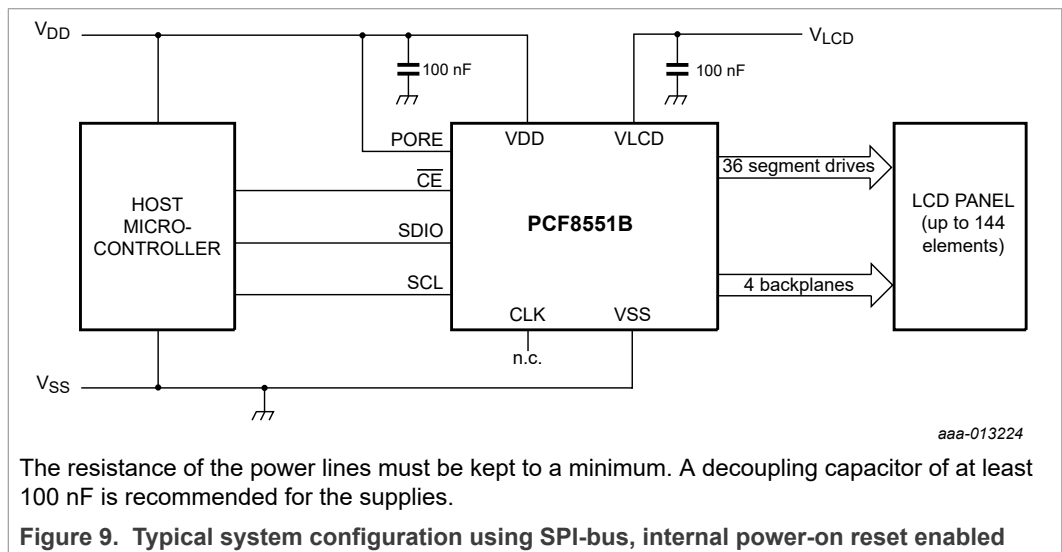 VDD
VLCD
100 nF
100 nF
PORE
VDD
VLCD
CE
36 segment drives
HOST
MICRO-
CONTROLLER
SDIO
PCF8551B
LCD PANEL
(up to 144
elements)
SCL
4 backplanes
CLK
VSS
n.c.
VSS
aaa-013224
The resistance of the power lines must be kept to a minimum. A decoupling capacitor of at least
100 nF is recommended for the supplies.
Figure 9. Typical system configuration using SPI-bus, internal power-on reset enabled